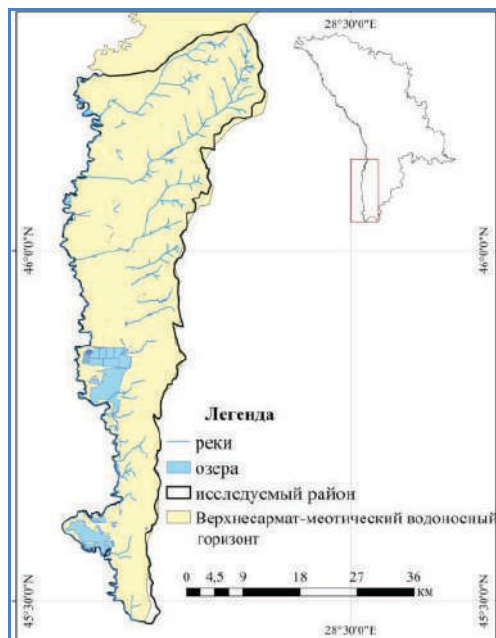 28°30'0"E
46°0'0"N
46°0'0"N
Легенда
реки
озера
исследуемый район
Верхнесармат-меотический водоносный
горизонт
0 4,5 9 18 27 36
км
45°30'0"N
45°30'0"N
28°30'0"E